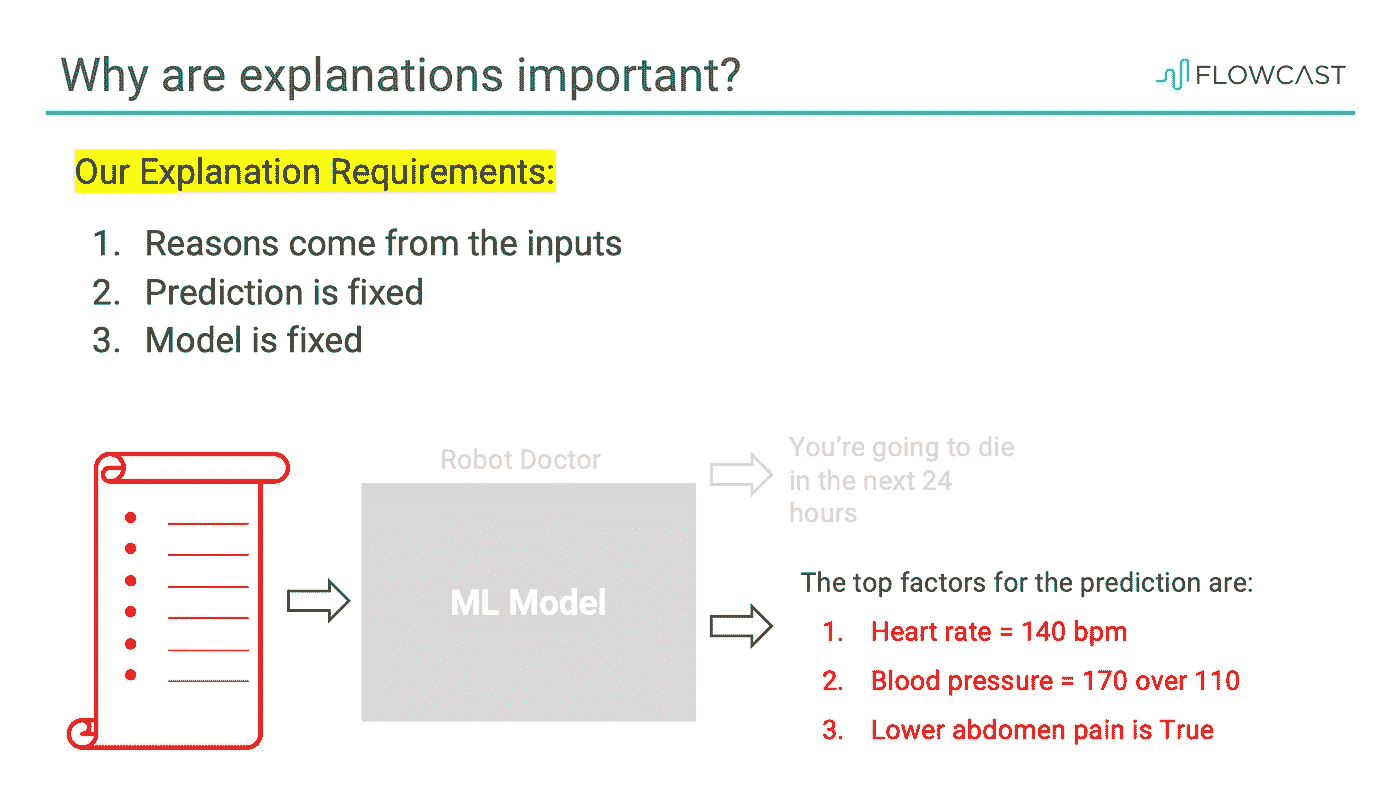 Why are explanations important?
FLOWCAST
Our Explanation Requirements:
1. Reasons come from the inputs
2. Prediction is fixed
3. Model is fixed
Robot Doctor
ML Model
You're going to die
in the next 24
hours
The top factors for the prediction are:
1. Heart rate = 140 bpm
2. Blood pressure = 170 over 110
3. Lower abdomen pain is True